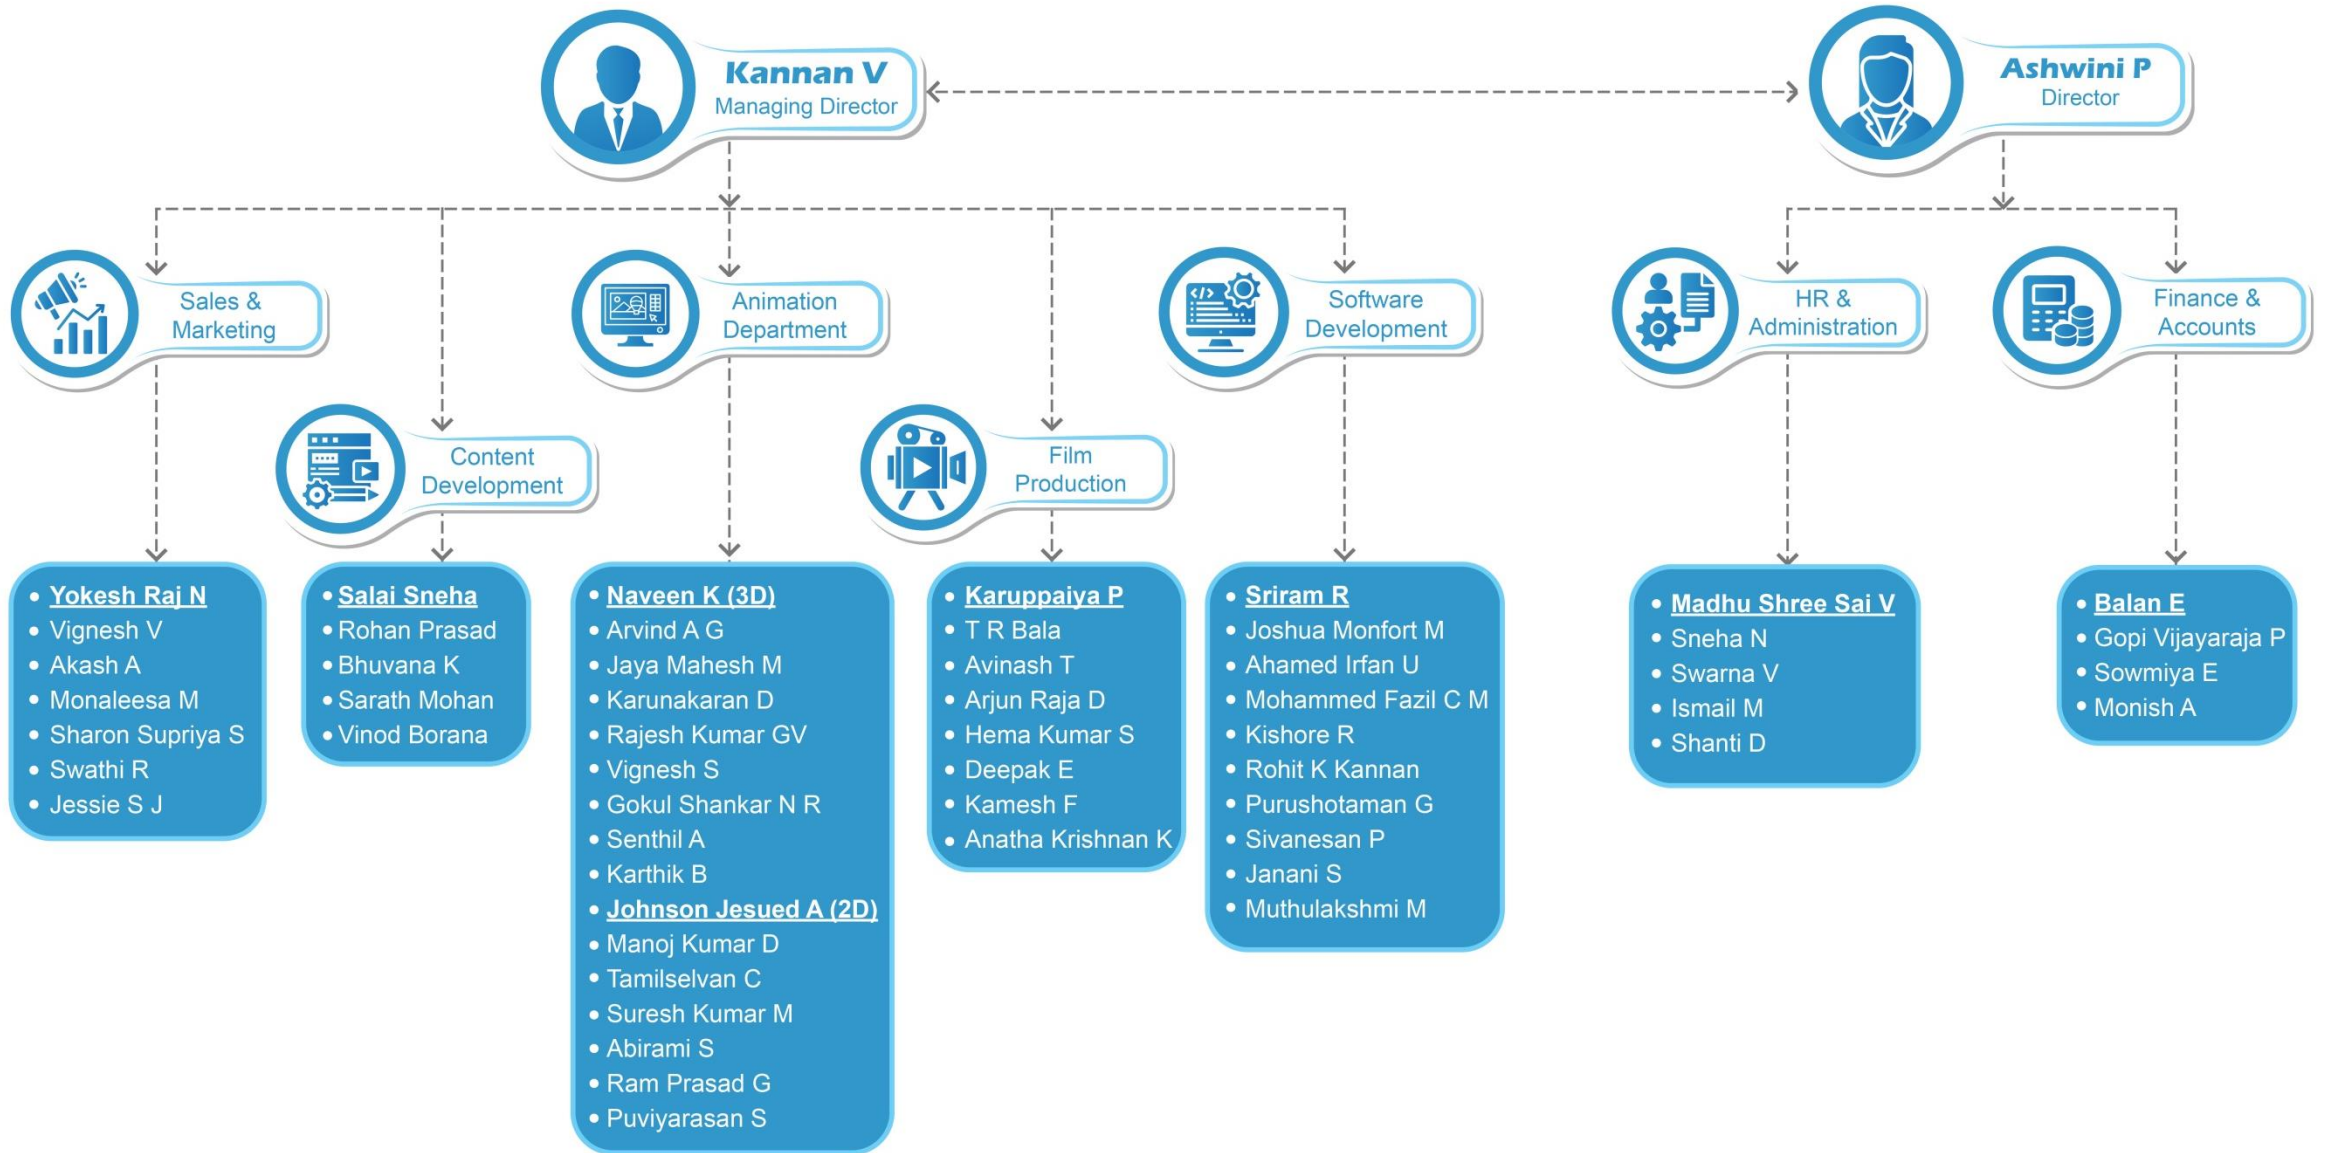 Kannan V
Managing Director
Ashwini P
Director
Sales &
Marketing
Content
Development
Animation
Department
Film
Production
Software
Development
HR &
Administration
Finance &
Accounts
Yokesh Raj N
Vignesh V
Akash A
Monaleesa M
Sharon Supriya S
Swathi R
Jessie S J
Salai Sneha
Rohan Prasad
Bhuvana K
Sarath Mohan
Vinod Borana
Naveen K (3D)
Arvind A G
Jaya Mahesh M
Karunakaran D
Rajesh Kumar GV
Vignesh S
Gokul Shankar N R
Senthil A
Karthik B
Johnson Jesued A (2D)
Manoj Kumar D
Tamilselvan C
Suresh Kumar M
Abirami S
Ram Prasad G
Puviyarasan S
Karuppaiya P
T R Bala
Avinash T
Arjun Raja D
Hema Kumar S
Deepak E
Kamesh F
Anatha Krishnan K
Sriram R
Joshua Monfort M
Ahamed Irfan U
Mohammed Fazil C M
Kishore R
Rohit K Kannan
Purushotaman G
Sivanesan P
Janani S
Muthulakshmi M
Madhu Shree Sai V
Sneha N
Swarna V
Ismail M
Shanti D
Balan E
Gopi Vijayaraja P
Sowmiya E
Monish A